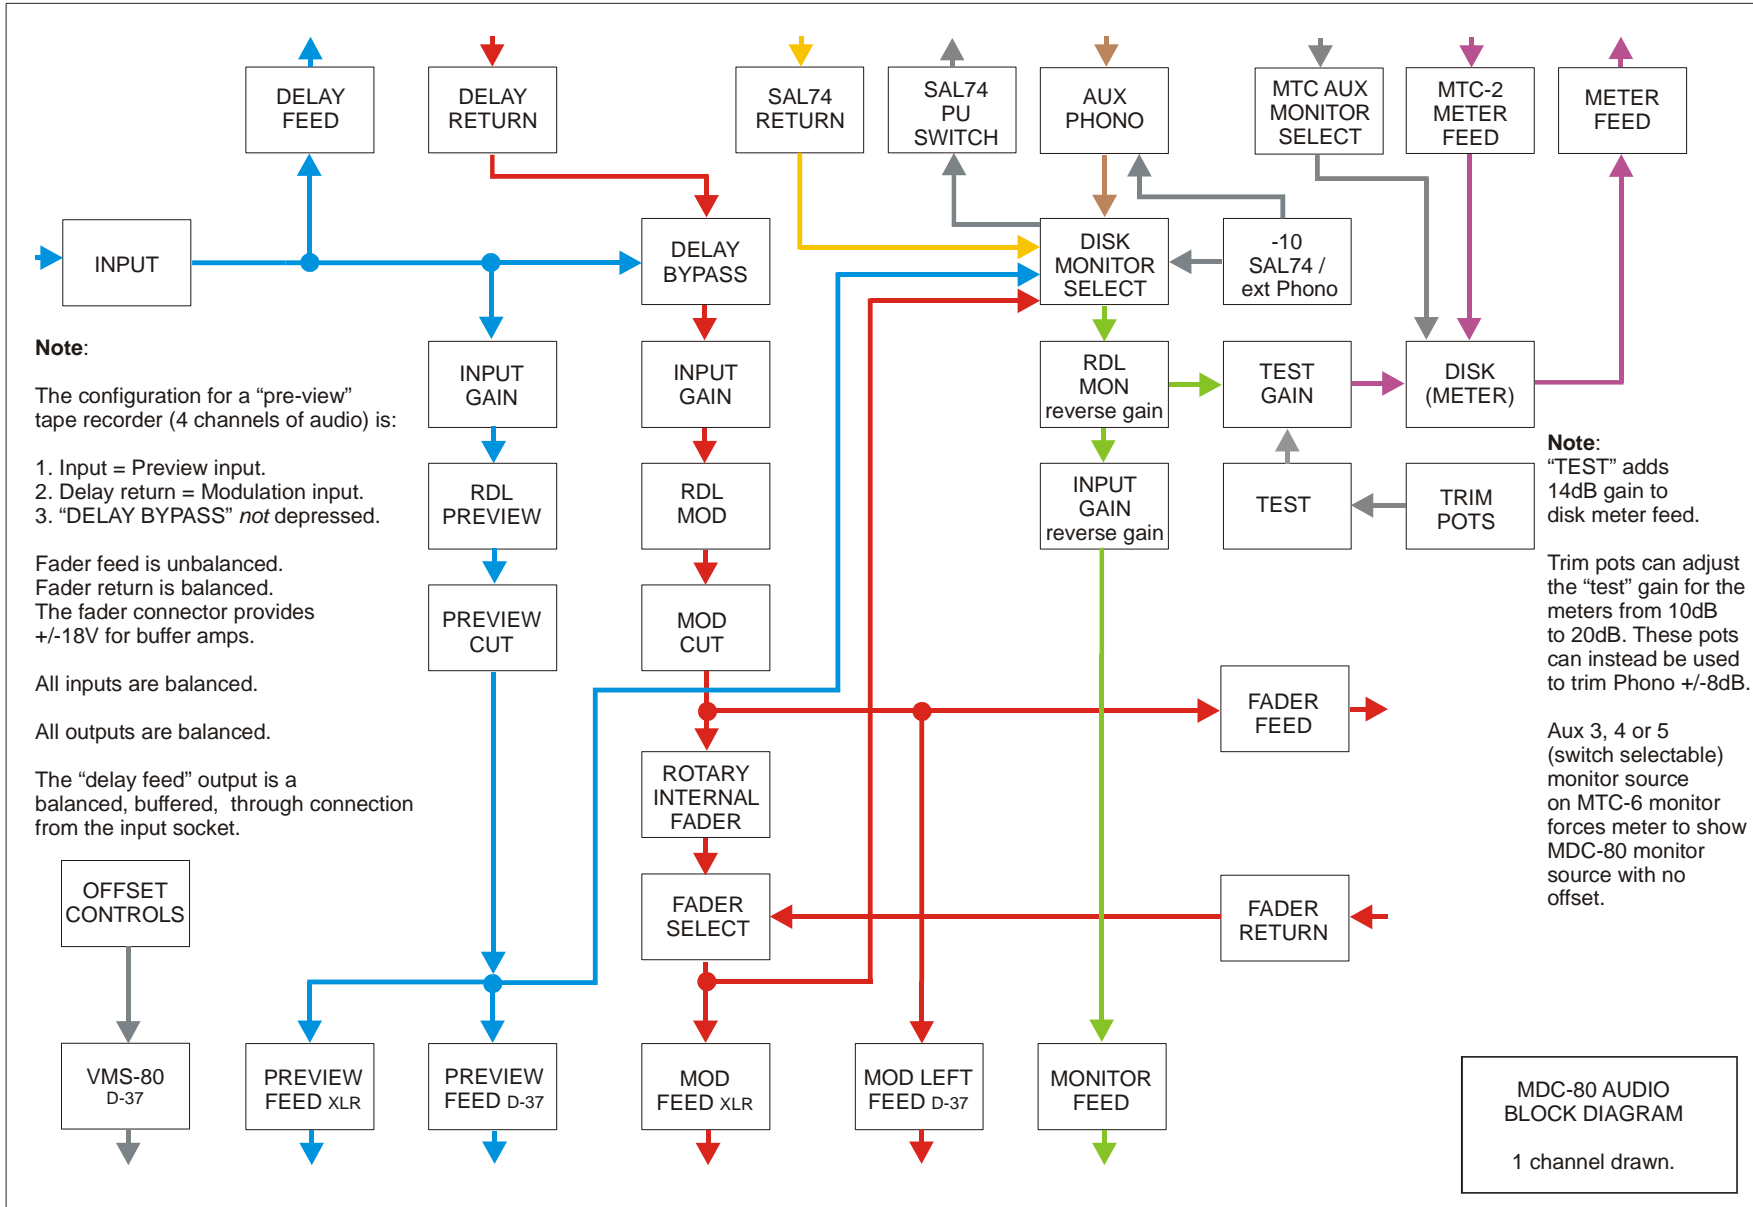 DELAY
FEED
DELAY
RETURN
SAL74
RETURN
SAL74
PU
SWITCH
AUX
PHONO
MTC AUX
MONITOR
SELECT
MTC-2
METER
FEED
METER
FEED
INPUT
DELAY
BYPASS
DISK
MONITOR
SELECT
-10
SAL74 /
ext Phono
Note:
The configuration for a “pre-view”
tape recorder (4 channels of audio) is:
1. Input = Preview input.
2. Delay return = Modulation input.
3. “DELAY BYPASS” not depressed.
Fader feed is unbalanced.
Fader return is balanced.
The fader connector provides
+/-18V for buffer amps.
All inputs are balanced.
All outputs are balanced.
The “delay feed” output is a
balanced, buffered, through connection
from the input socket.
INPUT
GAIN
INPUT
GAIN
RDL
MON
reverse gain
TEST
GAIN
DISK
(METER)
RDL
PREVIEW
RDL
MOD
INPUT
GAIN
reverse gain
TEST
TRIM
POTS
Note:
“TEST” adds
14dB gain to
disk meter feed.
Trim pots can adjust
the “test” gain for the
meters from 10dB
to 20dB. These pots
can instead be used
to trim Phono +/-8dB.
Aux 3, 4 or 5
(switch selectable)
monitor source
on MTC-6 monitor
forces meter to show
MDC-80 monitor
source with no
offset.
PREVIEW
CUT
MOD
CUT
FADER
FEED
ROTARY
INTERNAL
FADER
OFFSET
CONTROLS
FADER
SELECT
FADER
RETURN
VMS-80
D-37
PREVIEW
FEED XLR
PREVIEW
FEED D-37
MOD
FEED XLR
MOD LEFT
FEED D-37
MONITOR
FEED
MDC-80 AUDIO
BLOCK DIAGRAM
1 channel drawn.